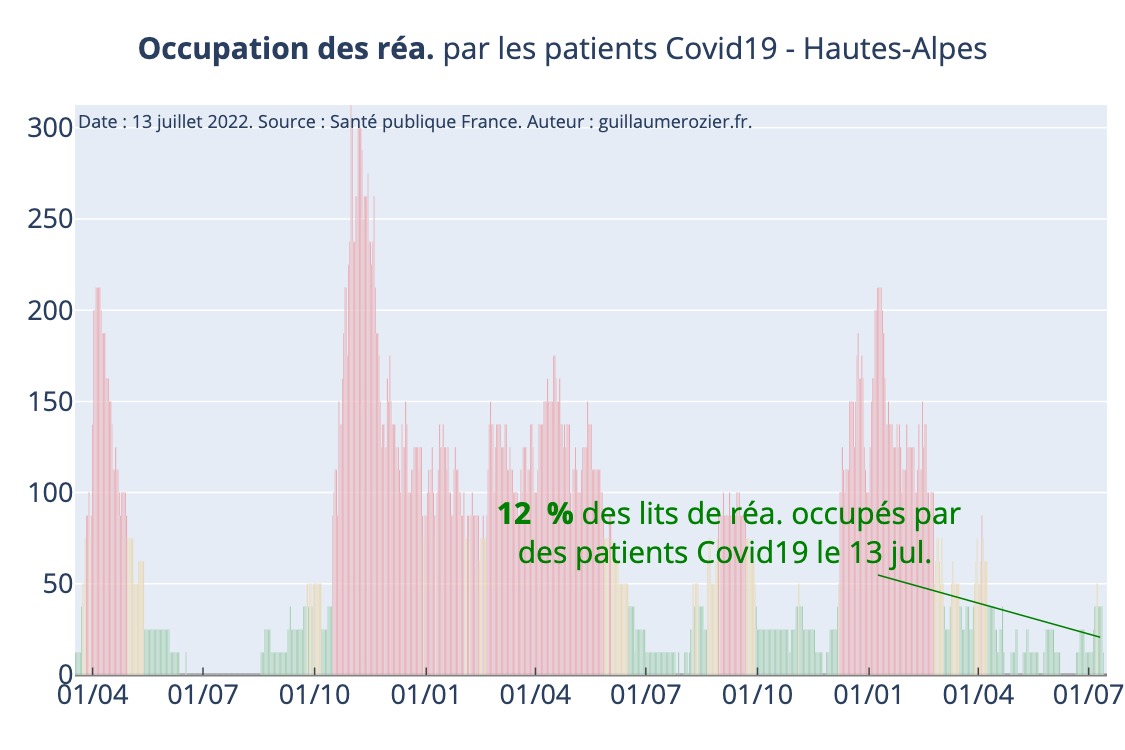 Occupation des réa. par les patients Covid19 - Hautes-Alpes
Date : 13 juillet 2022. Source : Santé publique France. Auteur : guillaumerozier.fr.
300
250
200
150
100
50
0
12 % des lits de réa. occupés par
des patients Covid19 le 13 jul.
01/04 01/07 01/10 01/01 01/04 01/07 01/10 01/01 01/04 01/07